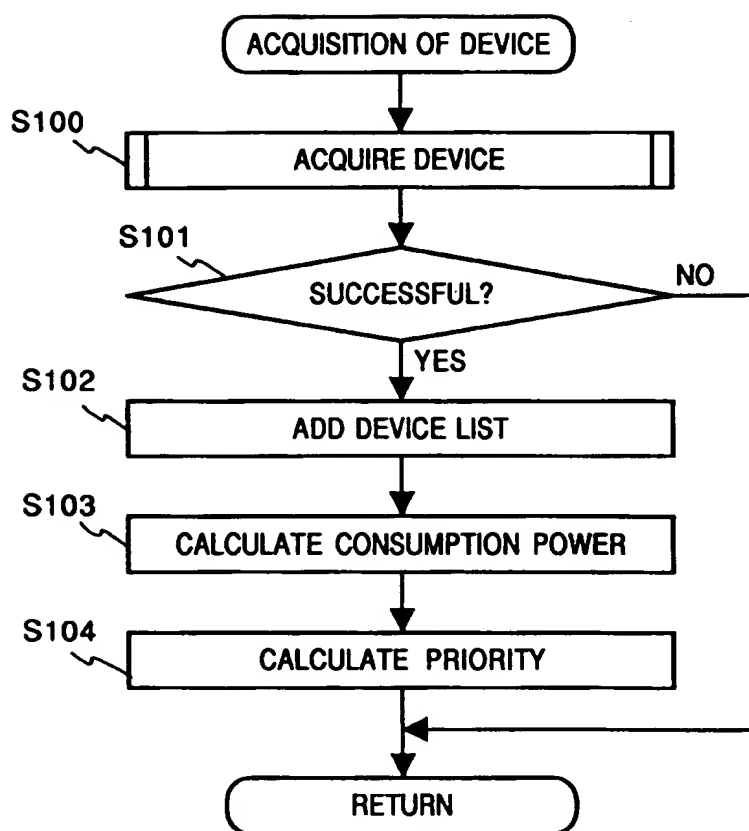 ACQUISITION OF DEVICE
S100
ACQUIRE DEVICE
S101
SUCCESSFUL?
NO
YES
S102
ADD DEVICE LIST
S103
CALCULATE CONSUMPTION POWER
S104
CALCULATE PRIORITY
RETURN